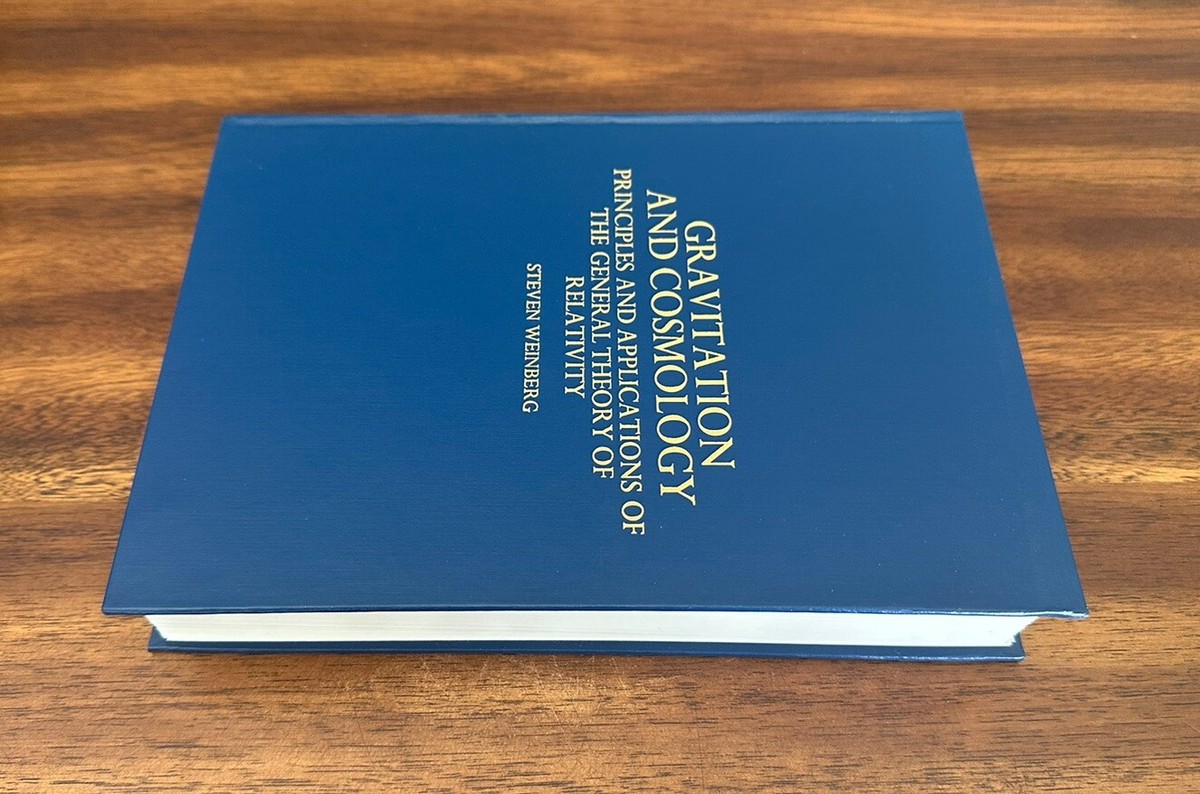 GRAVITATION
AND COSMOLOGY
PRINCIPLES AND APPLICATIONS OF
THE GENERAL THEORY OF
RELATIVITY
STEVEN WEINBERG